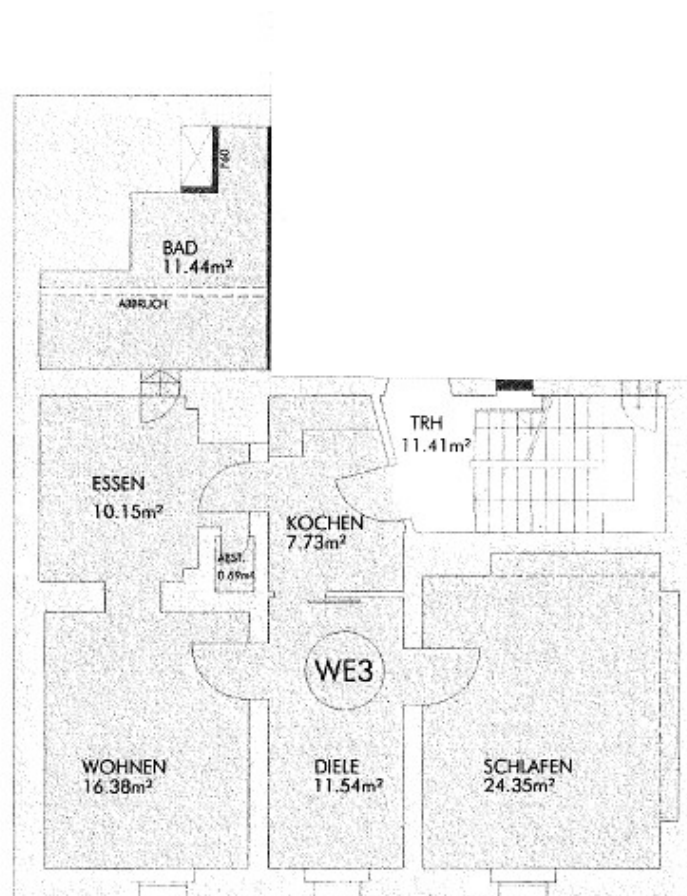 F60
BAD
11.44m²
ABBRUCH
TRH
11.41m²
ESSEN
10.15m²
KOCHEN
7.73m²
ABST.
0.69m²
WE3
WOHNEN
16.38m²
DIELE
11.54m²
SCHLAFEN
24.35m²